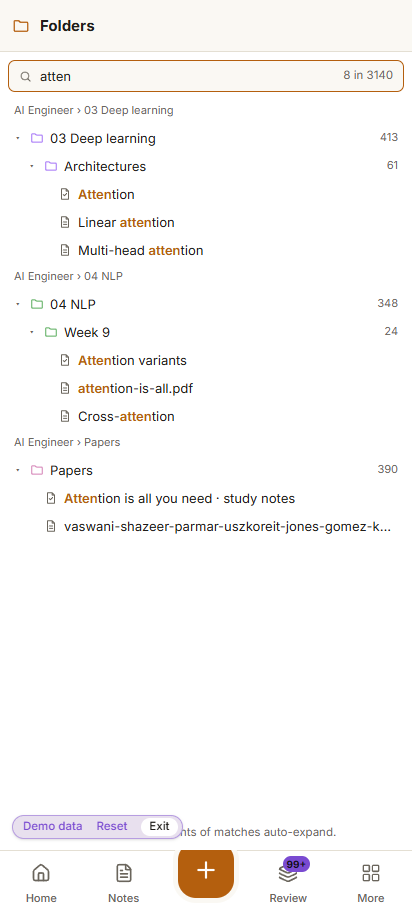 Folders
atten 8 in 3140
AI Engineer › 03 Deep learning
03 Deep learning 413
Architectures 61
Attention
Linear attention
Multi-head attention
AI Engineer › 04 NLP
04 NLP 348
Week 9 24
Attention variants
attention-is-all.pdf
Cross-attention
AI Engineer › Papers
Papers 390
Attention is all you need · study notes
vaswani-shazeer-parmar-uszkoreit-jones-gomez-k...
Demo data Reset Exit of matches auto-expand.
99+
Home Notes Review More